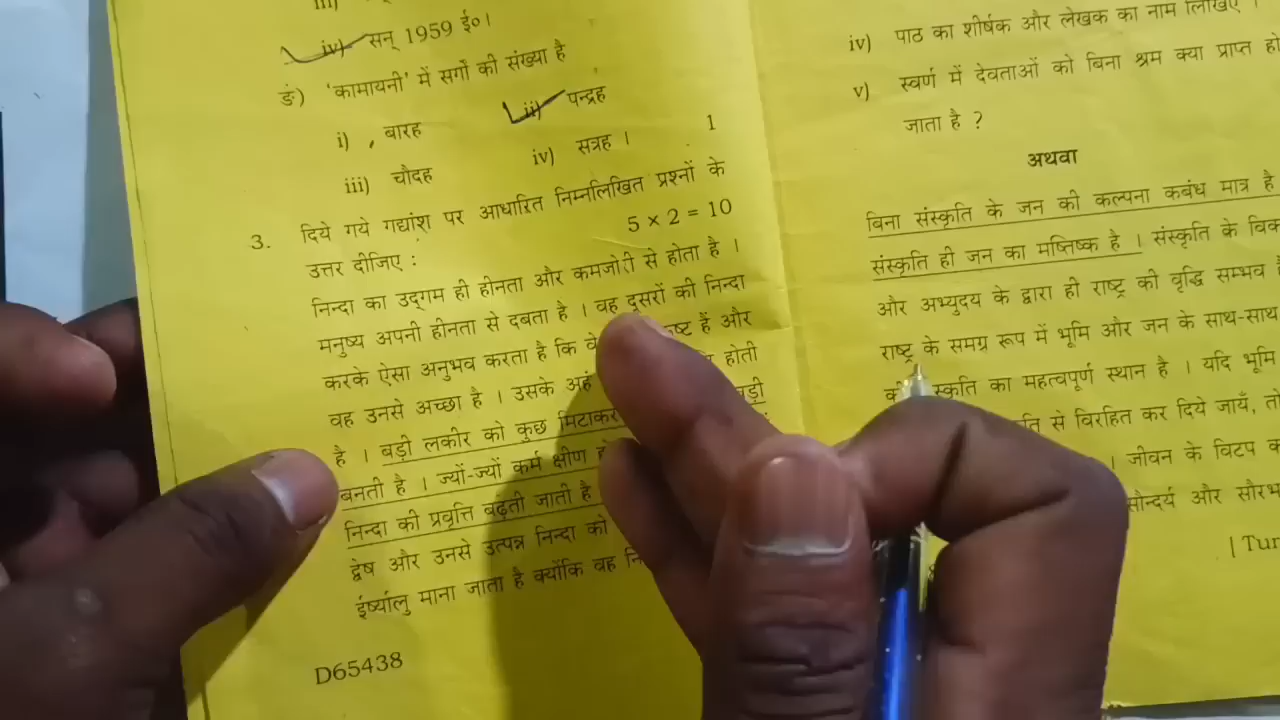 iii)
iv) सन् 1959 ई०।
ङ) 'कामायनी' में सर्गों की संख्या है
i) बारह
ii) पन्द्रह
iii) चौदह
iv) सत्रह । 1
3. दिये गये गद्यांश पर आधारित निम्नलिखित प्रश्नों के
उत्तर दीजिए : 5 × 2 = 10
निन्दा का उद्गम ही हीनता और कमजोरी से होता है ।
मनुष्य अपनी हीनता से दबता है । वह दूसरों की निन्दा
करके ऐसा अनुभव करता है कि वे हैं और
वह उनसे अच्छा है । उसके अहं होती
है । बड़ी लकीर को कुछ मिटाकर
बनती है । ज्यों-ज्यों कर्म क्षीण
निन्दा की प्रवृत्ति बढ़ती जाती है
द्वेष और उनसे उत्पन्न निन्दा को
ईर्ष्यालु माना जाता है क्योंकि वह
D65438
iv) पाठ का शीर्षक और लेखक का नाम लिखिए ।
v) स्वर्ण में देवताओं को बिना श्रम क्या प्राप्त हो
जाता है ?
अथवा
बिना संस्कृति के जन की कल्पना कबंध मात्र है
संस्कृति ही जन का मष्तिष्क है । संस्कृति के
और अभ्युदय के द्वारा ही राष्ट्र की वृद्धि सम्भव
राष्ट्र के समग्र रूप में भूमि और जन के साथ-साथ
का महत्वपूर्ण स्थान है । यदि भूमि
से विरहित कर दिये जायँ, तो
। जीवन के विटप
सौन्दर्य और सौरभ